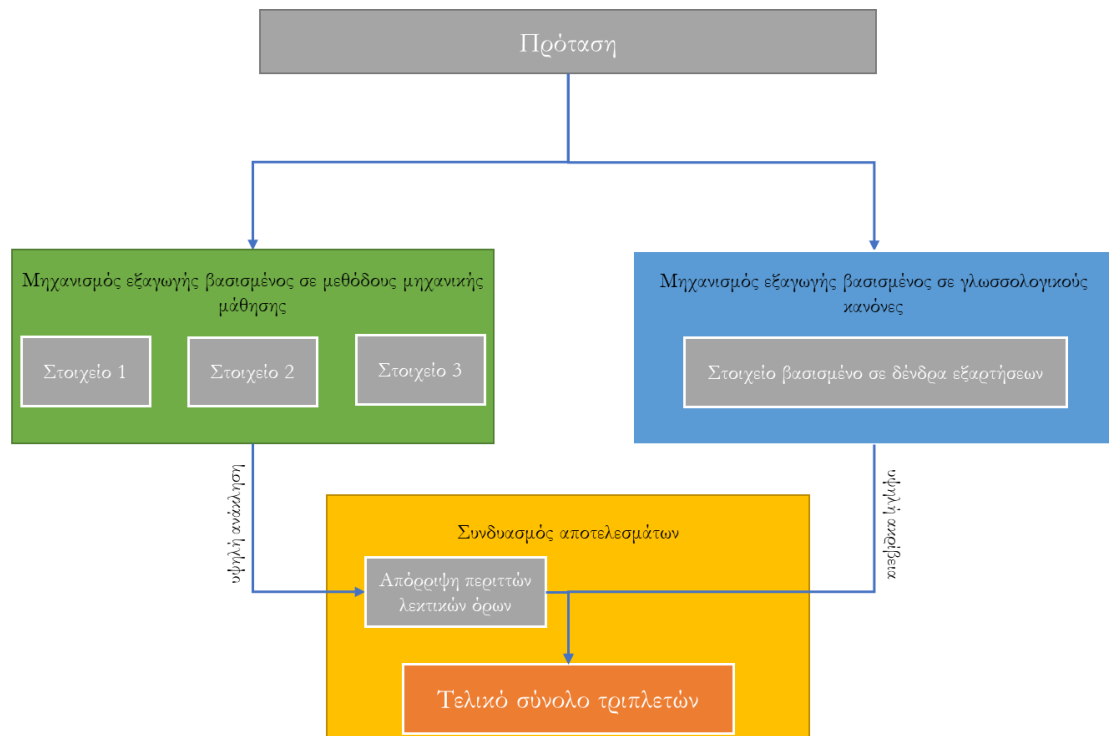 Πρόταση
Μηχανισμός εξαγωγής βασισμένος σε μεθόδους μηχανικής
μάθησης
Στοιχείο 1
Στοιχείο 2
Στοιχείο 3
Μηχανισμός εξαγωγής βασισμένος σε γλωσσολογικούς
κανόνες
Στοιχείο βασισμένο σε δένδρα εξαρτήσεων
υψηλή ανάκληση
υψηλή ακρίβεια
Συνδυασμός αποτελεσμάτων
Απόρριψη περιττών
λεκτικών όρων
Τελικό σύνολο τριπλετών